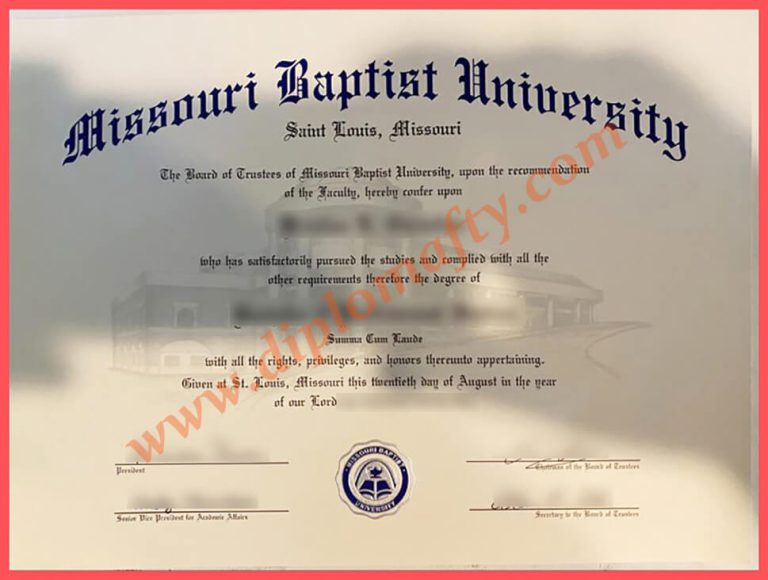 Missouri Baptist University
Saint Louis, Missouri
The Board of Trustees of Missouri Baptist University, upon the recommendation
of the Faculty, hereby confer upon
who has satisfactorily pursued the studies and complied with all the
other requirements therefore the degree of
Summa Cum Laude
with all the rights, privileges, and honors thereunto appertaining.
Given at St. Louis, Missouri this twentieth day of August in the year
of our Lord
www.diplomafty.com
President
Chairman of the Board of Trustees
MISSOURI BAPTIST
UNIVERSITY
Senior Vice President for Academic Affairs
Secretary to the Board of Trustees